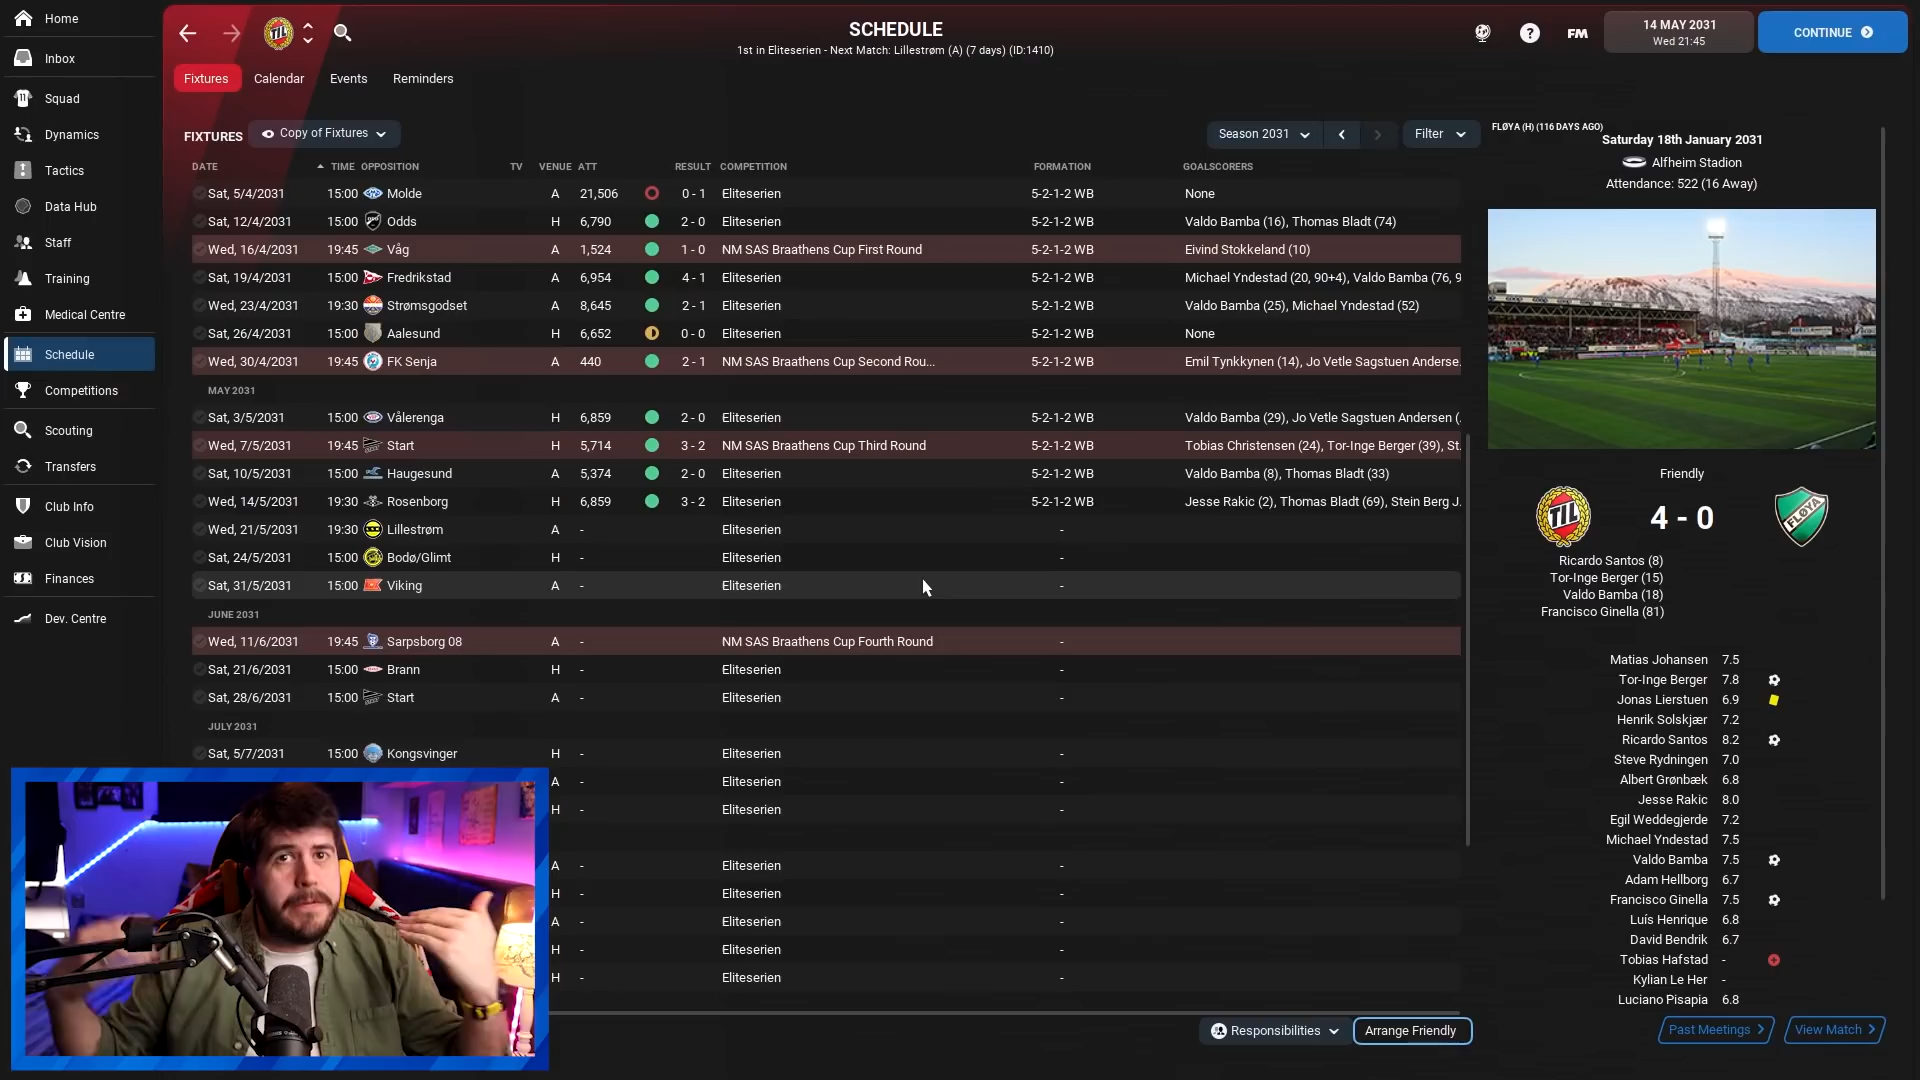 Home
Inbox
Squad
Dynamics
Tactics
Data Hub
Staff
Training
Medical Centre
Schedule
Competitions
Scouting
Transfers
Club Info
Club Vision
Finances
Dev. Centre
TIL
SCHEDULE
1st in Eliteserien - Next Match: Lillestrøm (A) (7 days) (ID:1410)
FM
14 MAY 2031
Wed 21:45
CONTINUE
Fixtures Calendar Events Reminders
FIXTURES Copy of Fixtures Season 2031 Filter
DATE TIME OPPOSITION TV VENUE ATT RESULT COMPETITION FORMATION GOALSCORERS
Sat, 5/4/2031 15:00 Molde A 21,506 0 - 1 Eliteserien 5-2-1-2 WB None
Sat, 12/4/2031 15:00 Odds H 6,790 2 - 0 Eliteserien 5-2-1-2 WB Valdo Bamba (16), Thomas Bladt (74)
Wed, 16/4/2031 19:45 Våg A 1,524 1 - 0 NM SAS Braathens Cup First Round 5-2-1-2 WB Eivind Stokkeland (10)
Sat, 19/4/2031 15:00 Fredrikstad A 6,954 4 - 1 Eliteserien 5-2-1-2 WB Michael Yndestad (20, 90+4), Valdo Bamba (76, 9
Wed, 23/4/2031 19:30 Strømsgodset A 8,645 2 - 1 Eliteserien 5-2-1-2 WB Valdo Bamba (25), Michael Yndestad (52)
Sat, 26/4/2031 15:00 Aalesund H 6,652 0 - 0 Eliteserien 5-2-1-2 WB None
Wed, 30/4/2031 19:45 FK Senja A 440 2 - 1 NM SAS Braathens Cup Second Rou... 5-2-1-2 WB Emil Tynkkynen (14), Jo Vetle Sagstuen Anderse.
MAY 2031
Sat, 3/5/2031 15:00 Vålerenga H 6,859 2 - 0 Eliteserien 5-2-1-2 WB Valdo Bamba (29), Jo Vetle Sagstuen Andersen (.
Wed, 7/5/2031 19:45 Start H 5,714 3 - 2 NM SAS Braathens Cup Third Round 5-2-1-2 WB Tobias Christensen (24), Tor-Inge Berger (39), St.
Sat, 10/5/2031 15:00 Haugesund A 5,374 2 - 0 Eliteserien 5-2-1-2 WB Valdo Bamba (8), Thomas Bladt (33)
Wed, 14/5/2031 19:30 Rosenborg H 6,859 3 - 2 Eliteserien 5-2-1-2 WB Jesse Rakic (2), Thomas Bladt (69), Stein Berg J.
Wed, 21/5/2031 19:30 Lillestrøm A - Eliteserien -
Sat, 24/5/2031 15:00 Bodø/Glimt H - Eliteserien -
Sat, 31/5/2031 15:00 Viking A - Eliteserien -
JUNE 2031
Wed, 11/6/2031 19:45 Sarpsborg 08 A - NM SAS Braathens Cup Fourth Round -
Sat, 21/6/2031 15:00 Brann H - Eliteserien -
Sat, 28/6/2031 15:00 Start A - Eliteserien -
JULY 2031
Sat, 5/7/2031 15:00 Kongsvinger H - Eliteserien -
A - Eliteserien -
H - Eliteserien -
A - Eliteserien -
H - Eliteserien -
A - Eliteserien -
H - Eliteserien -
H - Eliteserien -
Responsibilities Arrange Friendly
FLØYA (H) (116 DAYS AGO)
Saturday 18th January 2031
Alfheim Stadion
Attendance: 522 (16 Away)
Friendly
TIL 4 - 0 FLØYA
Ricardo Santos (8)
Tor-Inge Berger (15)
Valdo Bamba (18)
Francisco Ginella (81)
Matias Johansen 7.5
Tor-Inge Berger 7.8
Jonas Lierstuen 6.9
Henrik Solskjær 7.2
Ricardo Santos 8.2
Steve Rydningen 7.0
Albert Grønbæk 6.8
Jesse Rakic 8.0
Egil Weddegjerde 7.2
Michael Yndestad 7.5
Valdo Bamba 7.5
Adam Hellborg 6.7
Francisco Ginella 7.5
Luís Henrique 6.8
David Bendrik 6.7
Tobias Hafstad -
Kylian Le Her -
Luciano Pisapia 6.8
Past Meetings View Match